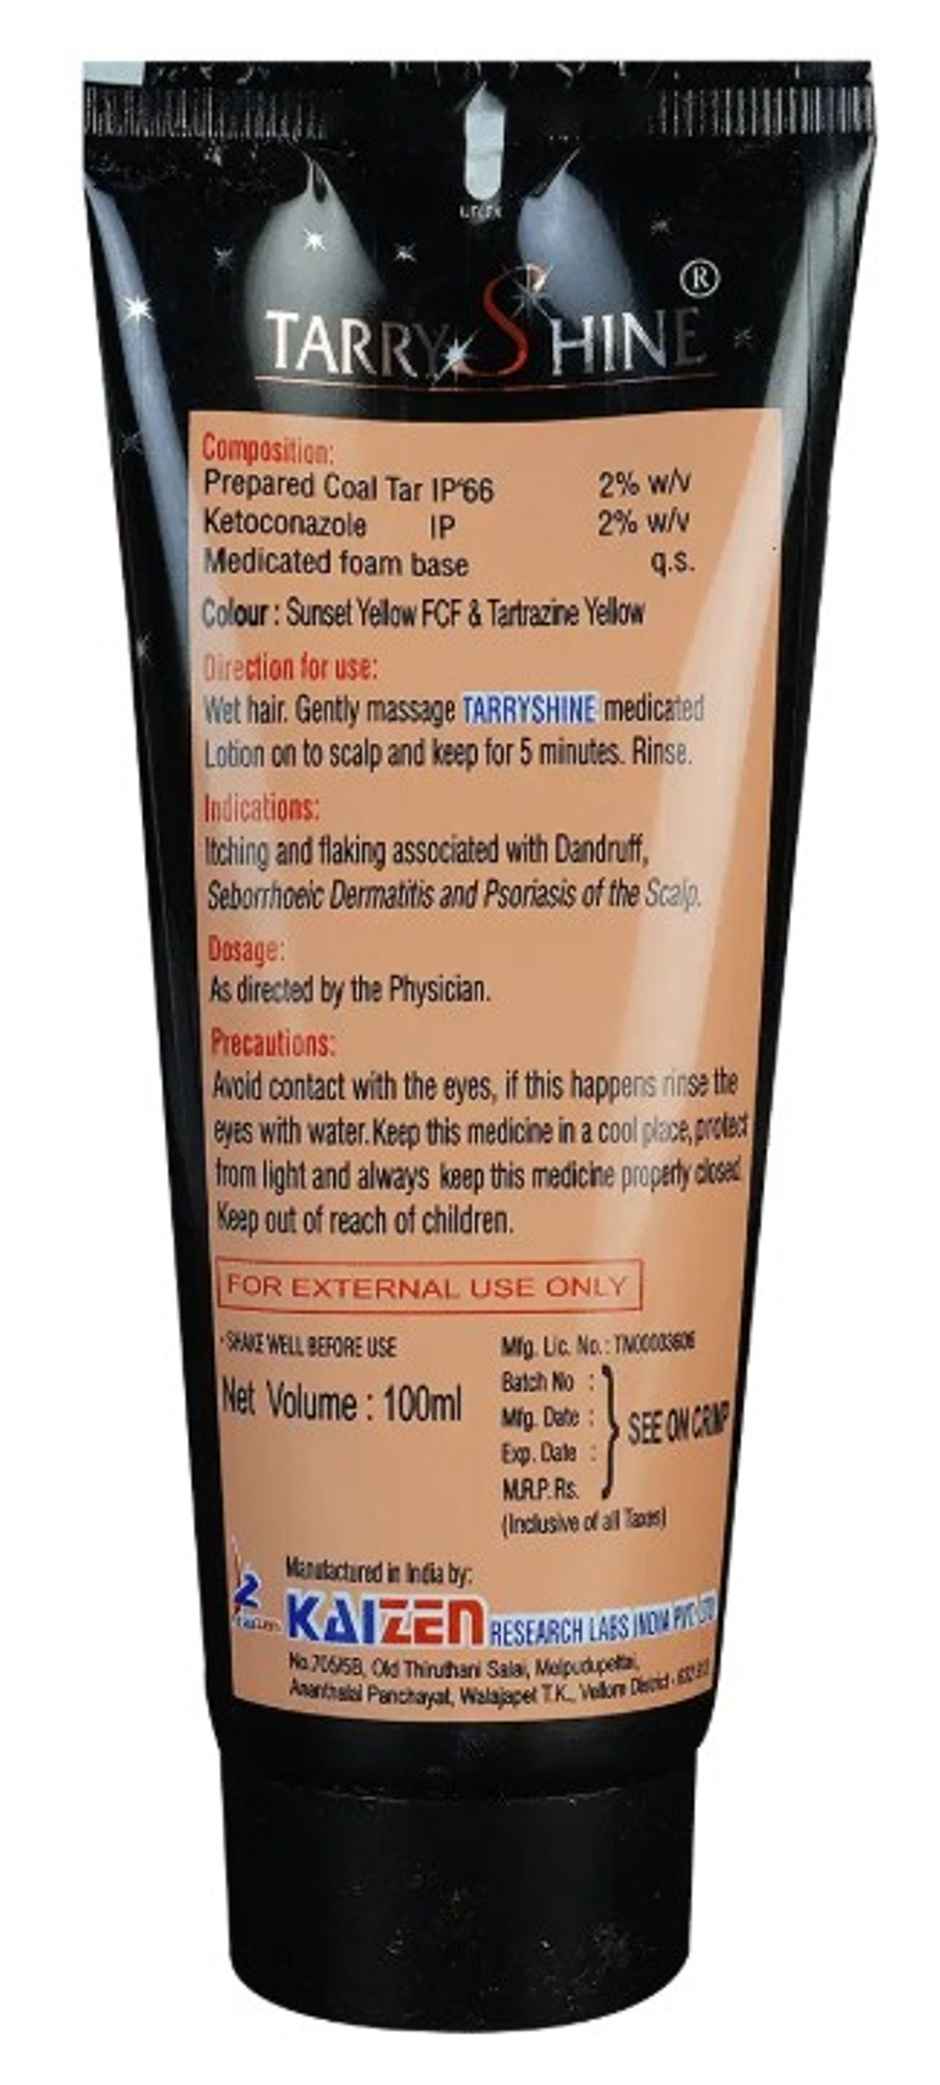 UFLEX
TARRYSHINE ®
Composition:
Prepared Coal Tar IP'66 2% w/v
Ketoconazole IP 2% w/v
Medicated foam base q.s.
Colour : Sunset Yellow FCF & Tartrazine Yellow
Direction for use:
Wet hair. Gently massage TARRYSHINE medicated
Lotion on to scalp and keep for 5 minutes. Rinse.
Indications:
Itching and flaking associated with Dandruff,
Seborrhoeic Dermatitis and Psoriasis of the Scalp.
Dosage:
As directed by the Physician.
Precautions:
Avoid contact with the eyes, if this happens rinse the
eyes with water. Keep this medicine in a cool place, protect
from light and always keep this medicine properly closed.
Keep out of reach of children.
FOR EXTERNAL USE ONLY
• SHAKE WELL BEFORE USE
Net Volume : 100ml
Mfg. Lic. No. : TN00003606
Batch No :
Mfg. Date :
Exp. Date :
M.R.P. Rs.
SEE ON CRIMP
(Inclusive of all Taxes)
Manufactured in India by:
KAIZEN RESEARCH LABS INDIA PVT LTD
No.705/5B, Old Thiruthani Salai, Melpudupettai,
Ananthalai Panchayat, Walajapet T.K., Vellore District -